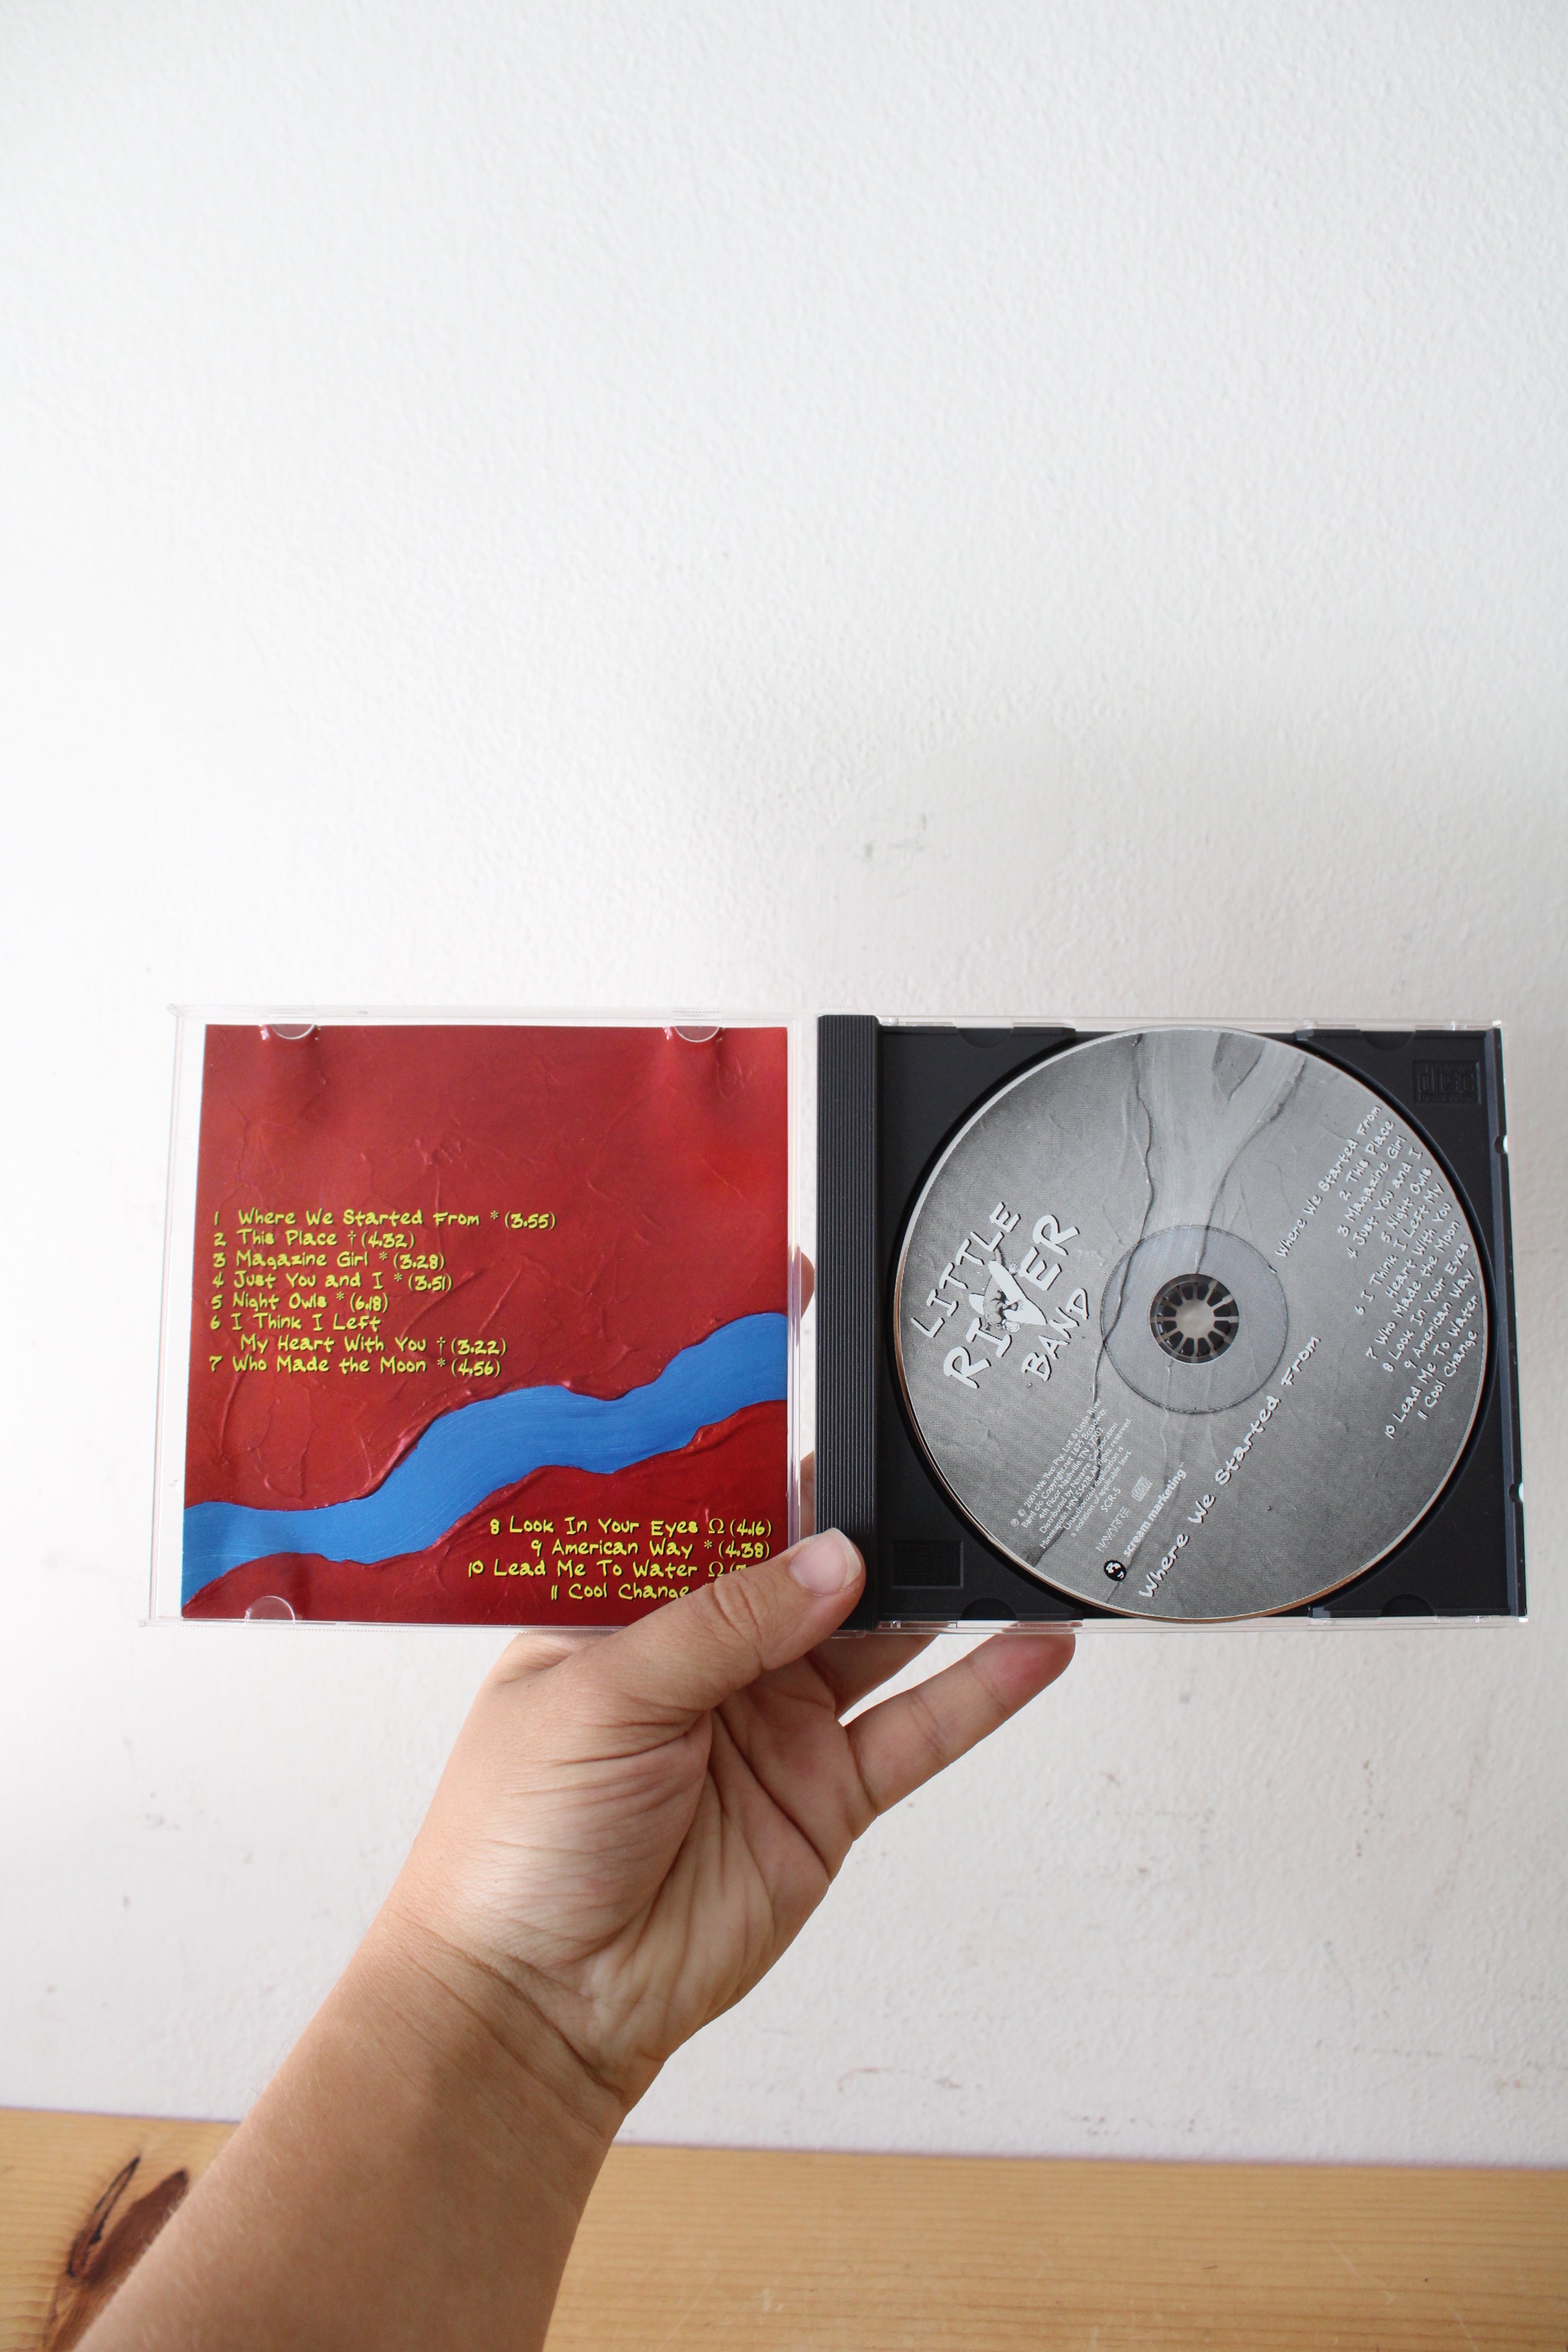 1 Where We Started From * (3.55)
2 This Place † (4.32)
3 Magazine Girl * (3.28)
4 Just You and I * (3.51)
5 Night Owls * (6.18)
6 I Think I Left
My Heart With You † (3.22)
7 Who Made the Moon * (4.56)
8 Look In Your Eyes Ω (4.16)
9 American Way * (4.38)
10 Lead Me To Water Ω
11 Cool Change
LITTLE
RIVER
BAND
Where We Started From
2 This Place
3 Magazine Girl
4 Just You and I
5 Night Owls
6 I Think I Left My
Heart With You
7 Who Made the Moon
8 Look In Your Eyes
9 American Way
10 Lead Me To Water
11 Cool Change
SCR-5
NAVARRE
scream marketing
Where We Started From
disc